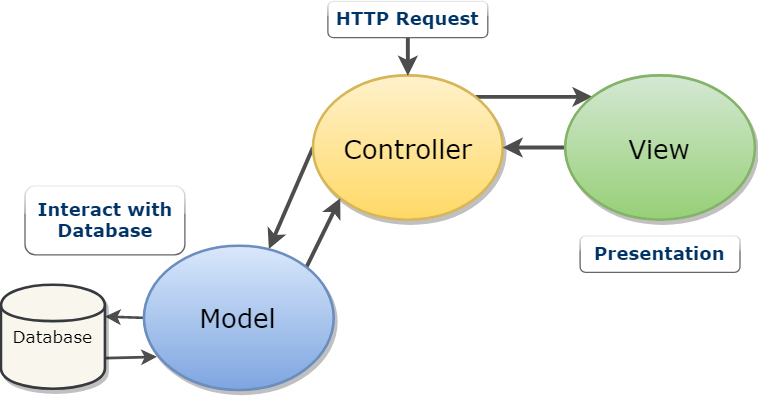 HTTP Request
Controller
View
Interact with
Database
Presentation
Model
Database